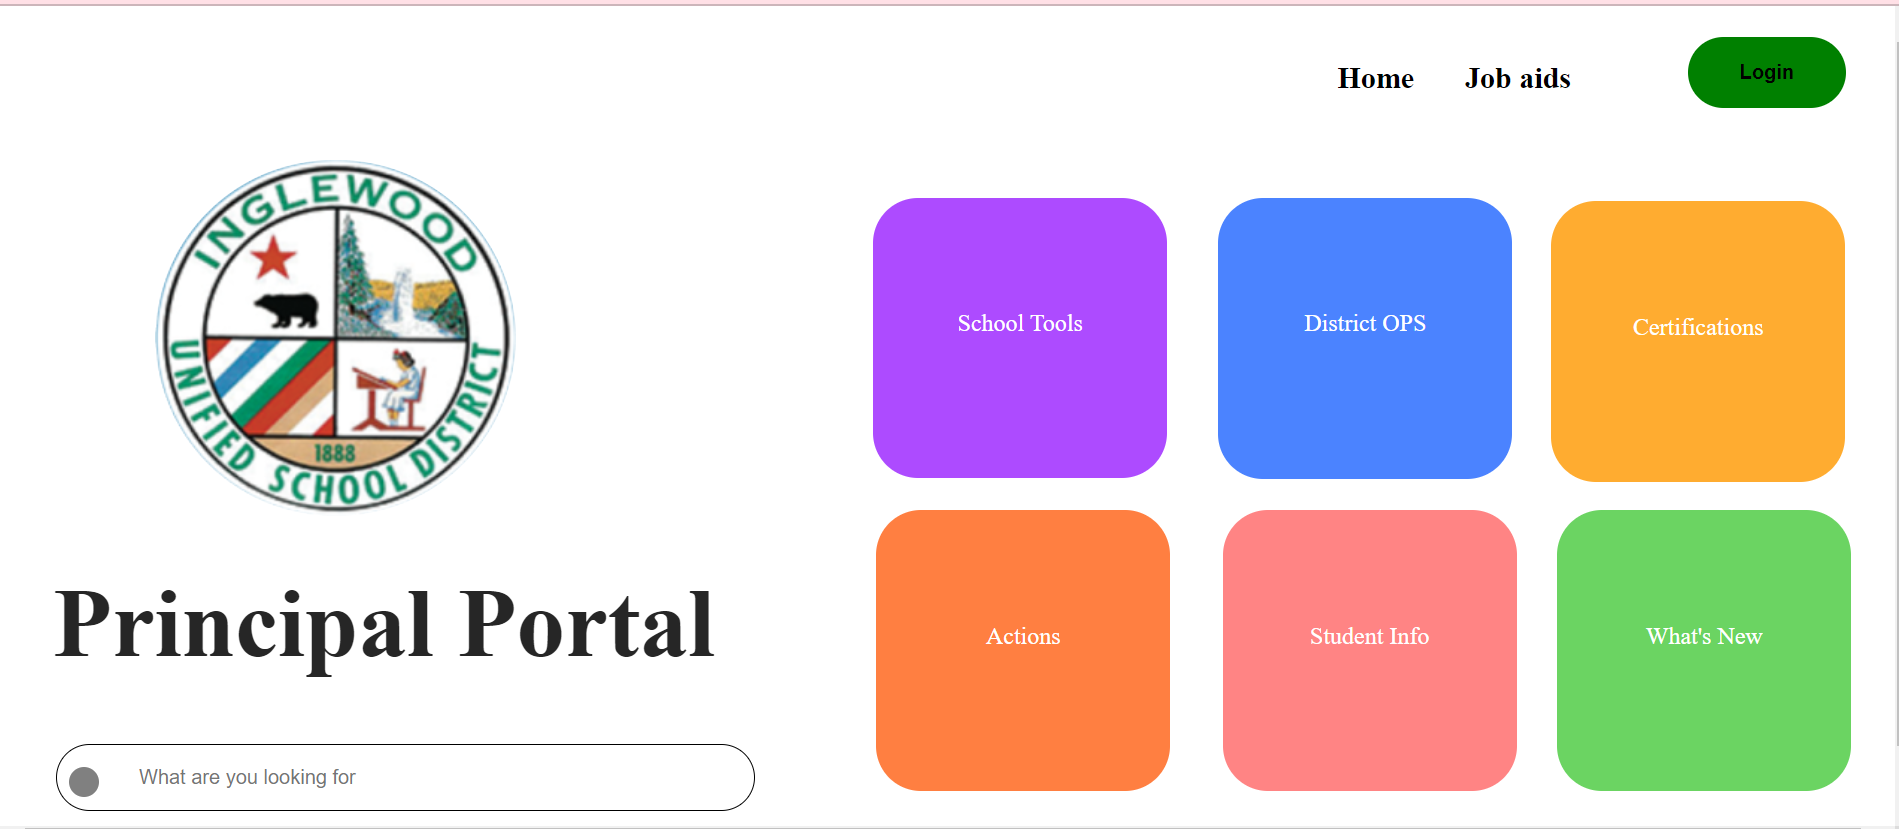 Home Job aids Login
INGLEWOOD
UNIFIED SCHOOL DISTRICT
1888
Principal Portal
What are you looking for
School Tools District OPS Certifications
Actions Student Info What's New